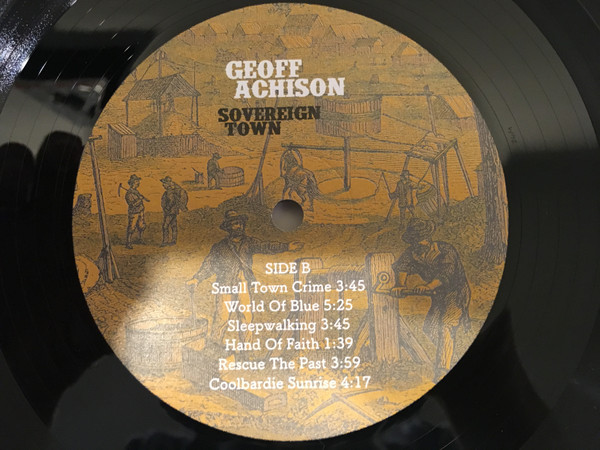 GEOFF
ACHISON
SOVEREIGN
TOWN
SIDE B
Small Town Crime 3:45
World Of Blue 5:25
Sleepwalking 3:45
Hand Of Faith 1:39
Rescue The Past 3:59
Coolbardie Sunrise 4:17